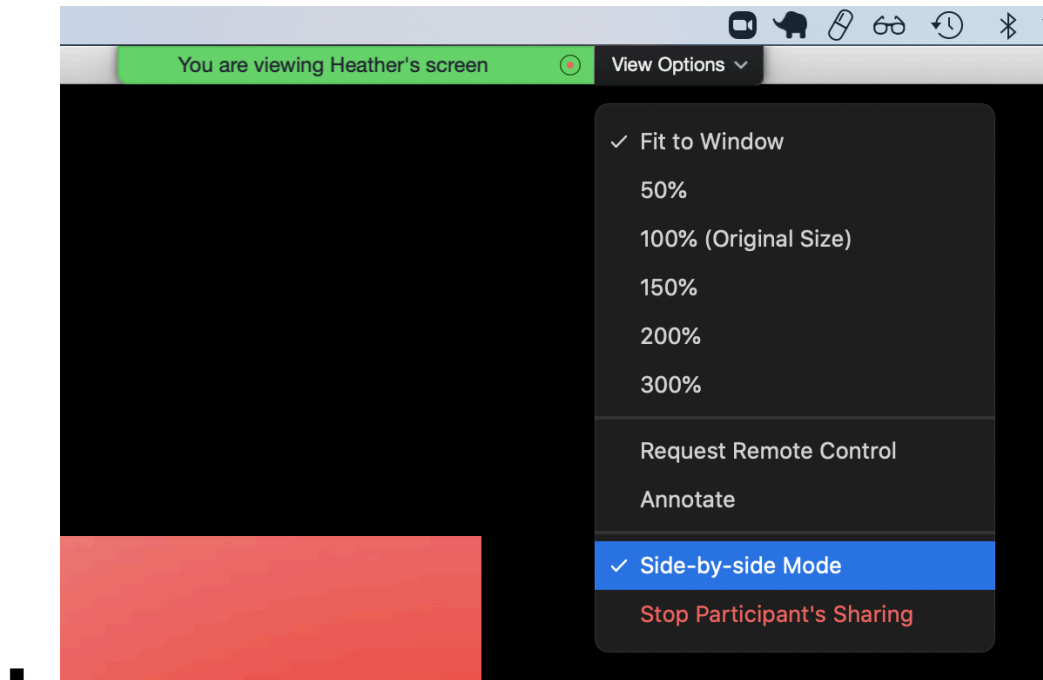 You are viewing Heather's screen
View Options
Fit to Window
50%
100% (Original Size)
150%
200%
300%
Request Remote Control
Annotate
Side-by-side Mode
Stop Participant's Sharing